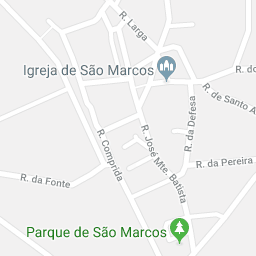 R. Larga
Igreja de São Marcos
R. do
R. de Santo A
R. da Defesa
R. Comprida
R. José Mte. Batista
R. da Pereira
R. da Fonte
Parque de São Marcos